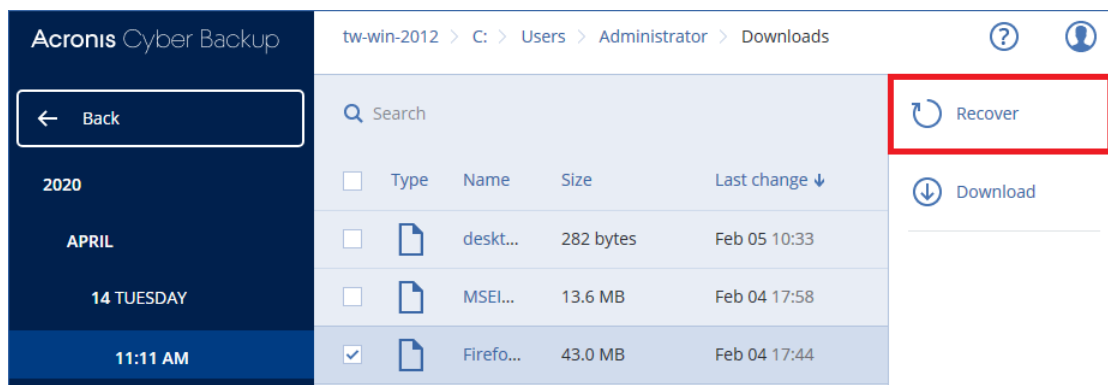 Acronis Cyber Backup
tw-win-2012 > C: > Users > Administrator > Downloads
?
Back
2020
APRIL
14 TUESDAY
11:11 AM
Search
Type Name Size Last change
deskt... 282 bytes Feb 05 10:33
MSEI... 13.6 MB Feb 04 17:58
Firefo... 43.0 MB Feb 04 17:44
Recover
Download